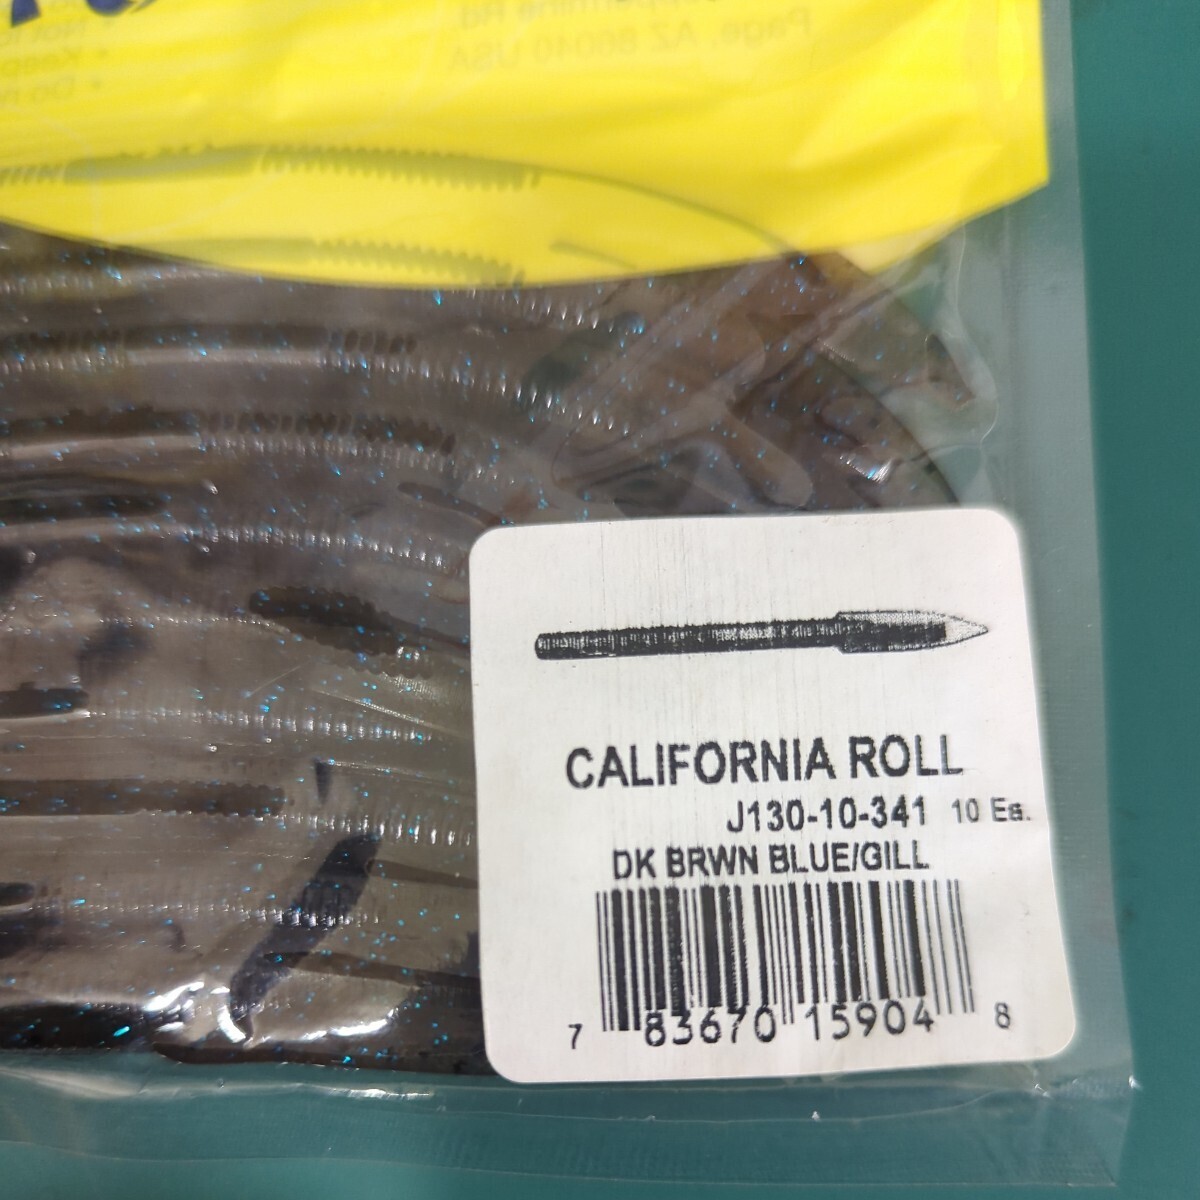 Page, AZ 86040 USA
CALIFORNIA ROLL
J130-10-341 10 Ea.
DK BRWN BLUE/GILL
7 83670 15904 8